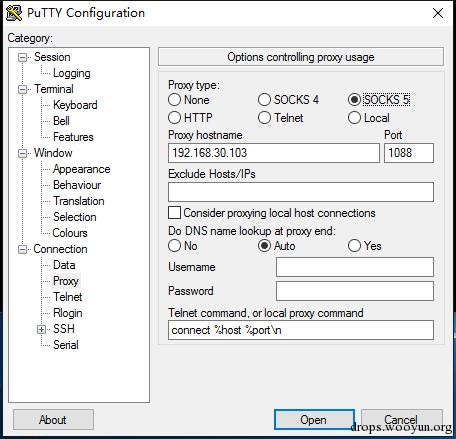 PuTTY Configuration
Category:
Session
Logging
Terminal
Keyboard
Bell
Features
Window
Appearance
Behaviour
Translation
Selection
Colours
Connection
Data
Proxy
Telnet
Rlogin
SSH
Serial
Options controlling proxy usage
Proxy type:
None SOCKS 4 SOCKS 5
HTTP Telnet Local
Proxy hostname Port
192.168.30.103 1088
Exclude Hosts/IPs
Consider proxying local host connections
Do DNS name lookup at proxy end:
No Auto Yes
Username
Password
Telnet command, or local proxy command
connect %host %port\n
About Open Cancel
drops.wooyun.org